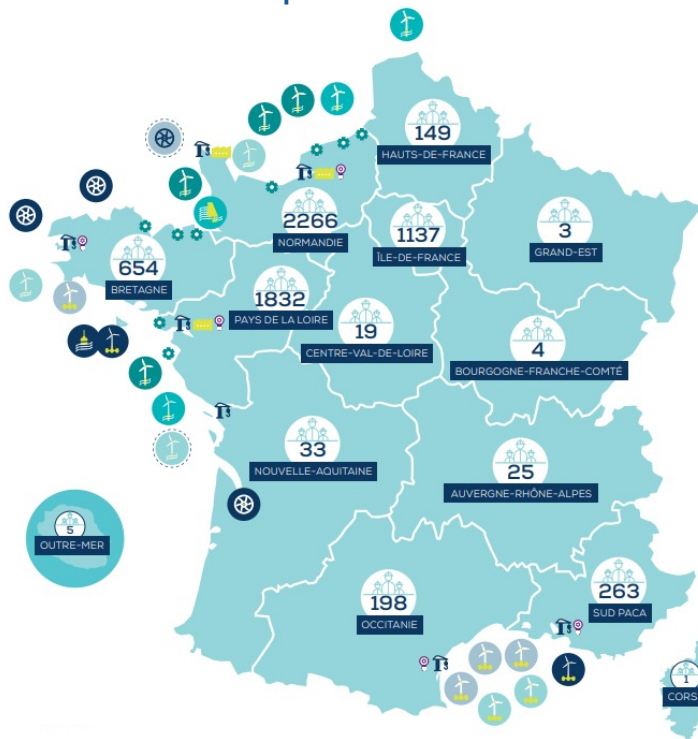 149
HAUTS-DE-FRANCE
2266
NORMANDIE
1137
ÎLE-DE-FRANCE
3
GRAND-EST
654
BRETAGNE
1832
PAYS DE LA LOIRE
19
CENTRE-VAL-DE-LOIRE
4
BOURGOGNE-FRANCHE-COMTÉ
33
NOUVELLE-AQUITAINE
25
AUVERGNE-RHÔNE-ALPES
5
OUTRE-MER
198
OCCITANIE
263
SUD PACA
1
CORS